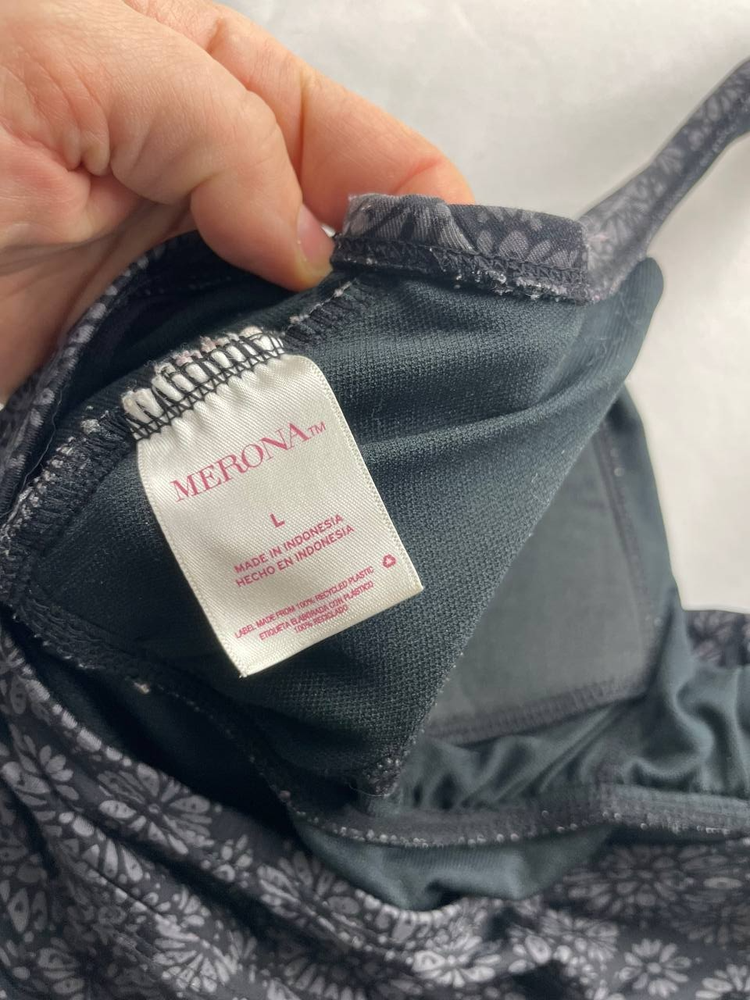 MERONA™
L
MADE IN INDONESIA
HECHO EN INDONESIA
LABEL MADE FROM 100% RECYCLED PLASTIC
ETIQUETA ELABORADA CON PLÁSTICO
100% RECICLADO